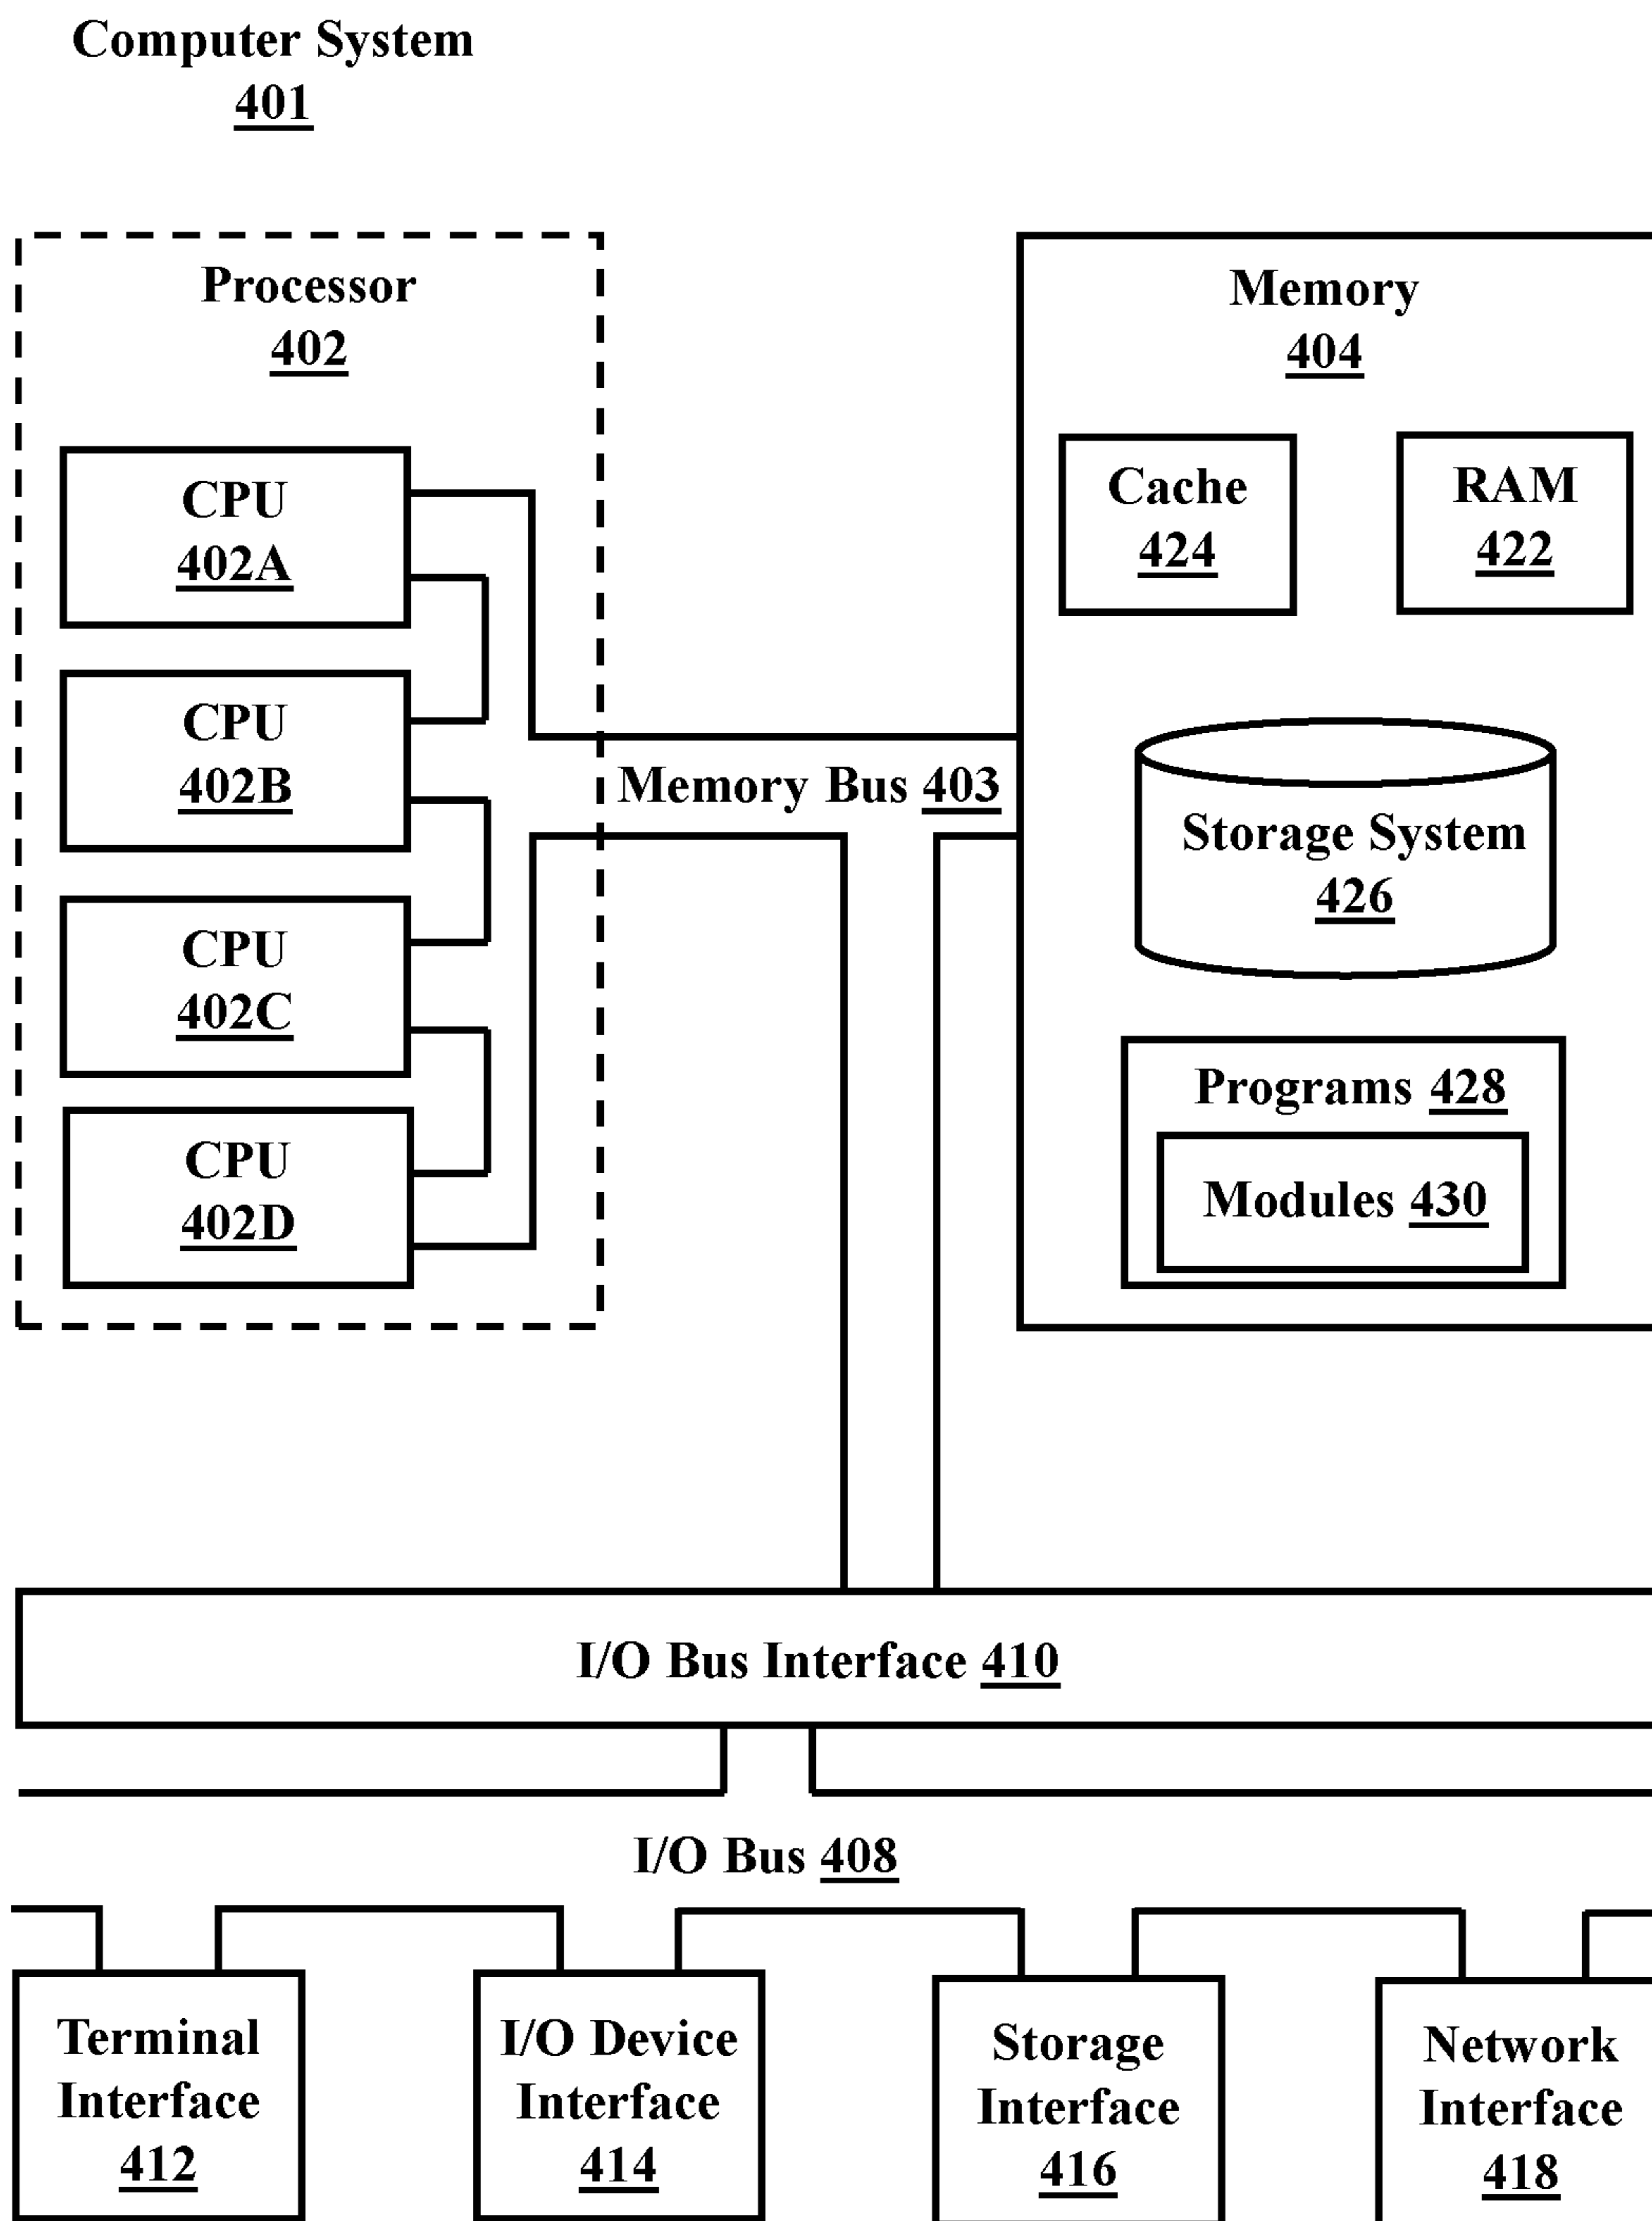 Computer System
401
Processor
402
CPU
402A
CPU
402B
CPU
402C
CPU
402D
Memory Bus 403
Memory
404
Cache
424
RAM
422
Storage System
426
Programs 428
Modules 430
I/O Bus Interface 410
I/O Bus 408
Terminal
Interface
412
I/O Device
Interface
414
Storage
Interface
416
Network
Interface
418